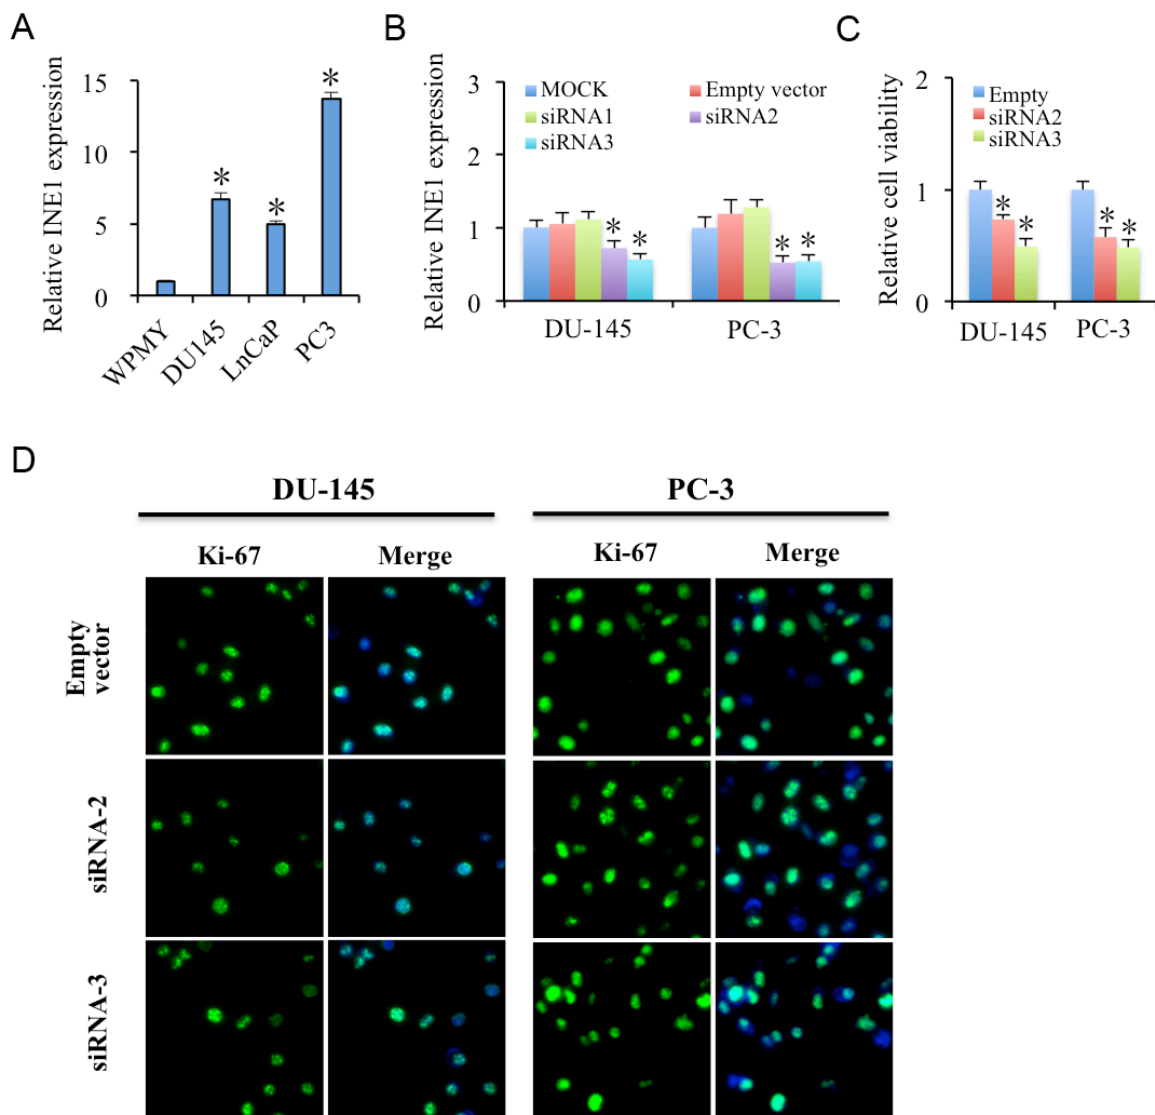 A
Relative INE1 expression
15
10
5
0
*
*
*
WPMY
DU145
LnCaP
PC3
B
Relative INE1 expression
3
2
1
0
MOCK
Empty vector
siRNA1
siRNA2
siRNA3
* *
* *
DU-145
PC-3
C
Relative cell viability
2
1
0
Empty
siRNA2
siRNA3
*
*
*
*
DU-145
PC-3
D
DU-145
PC-3
Ki-67
Merge
Ki-67
Merge
Empty
vector
siRNA-2
siRNA-3